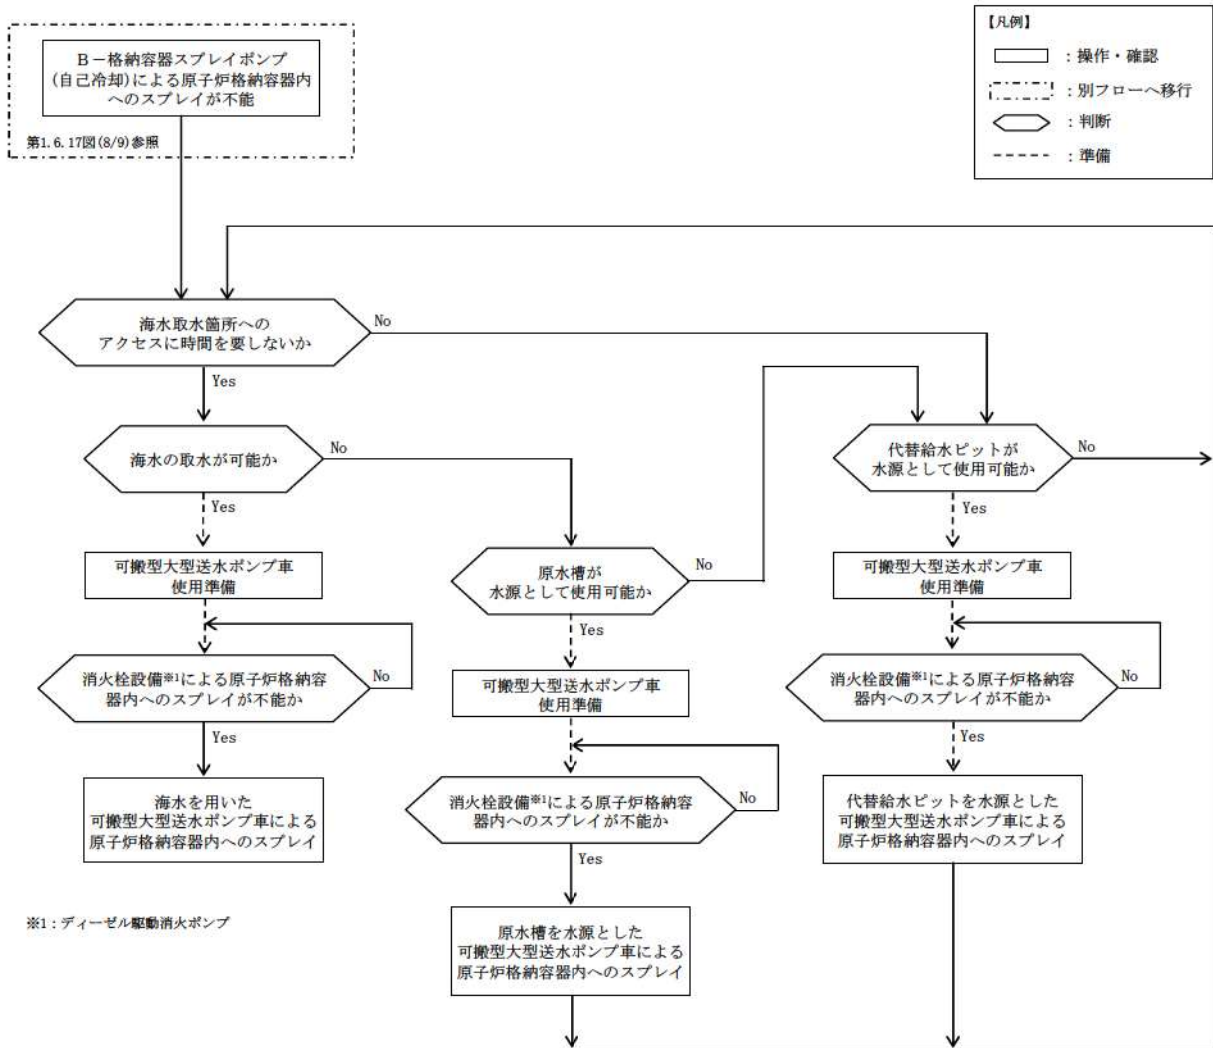 B－格納容器スプレイポンプ
(自己冷却)による原子炉格納容器内
へのスプレイが不能
第1.6.17図(8/9)参照
【凡例】
：操作・確認
：別フローへ移行
：判断
：準備
海水取水箇所への
アクセスに時間を要しないか
No
Yes
海水の取水が可能か
No
Yes
代替給水ピットが
水源として使用可能か
No
Yes
可搬型大型送水ポンプ車
使用準備
原水槽が
水源として使用可能か
No
Yes
可搬型大型送水ポンプ車
使用準備
消火栓設備※1による原子炉格納容
器内へのスプレイが不能か
No
Yes
可搬型大型送水ポンプ車
使用準備
消火栓設備※1による原子炉格納容
器内へのスプレイが不能か
No
Yes
海水を用いた
可搬型大型送水ポンプ車による
原子炉格納容器内へのスプレイ
消火栓設備※1による原子炉格納容
器内へのスプレイが不能か
No
Yes
代替給水ピットを水源とした
可搬型大型送水ポンプ車による
原子炉格納容器内へのスプレイ
※1：ディーゼル駆動消火ポンプ
原水槽を水源とした
可搬型大型送水ポンプ車による
原子炉格納容器内へのスプレイ